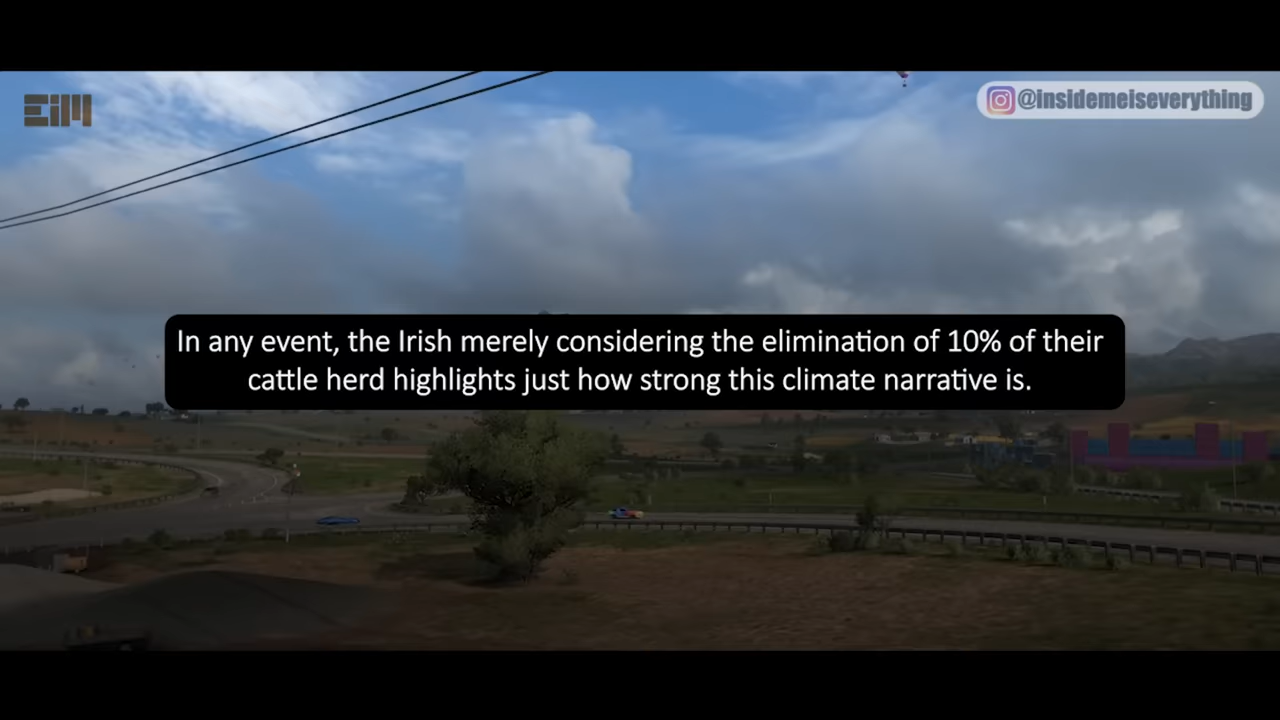 EiM
@insidemeiseverything
In any event, the Irish merely considering the elimination of 10% of their
cattle herd highlights just how strong this climate narrative is.